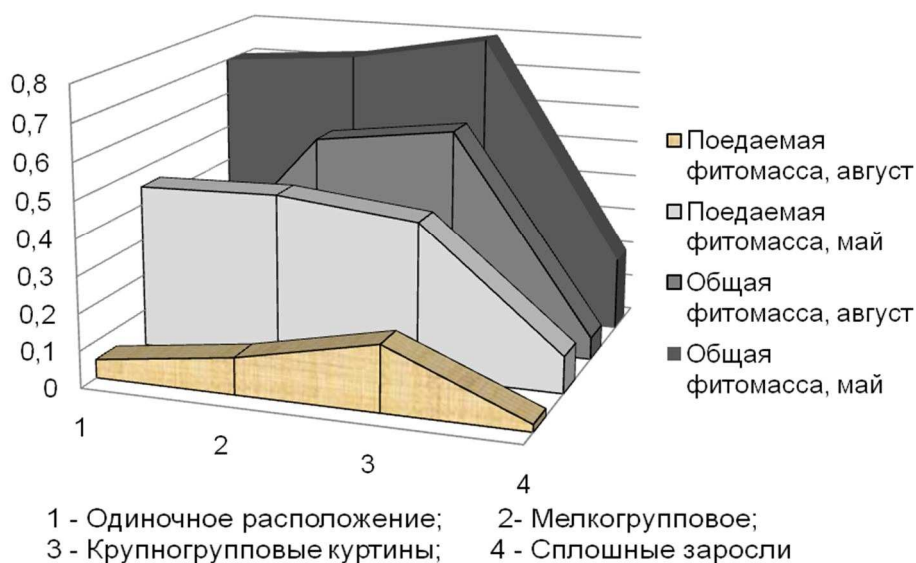 0,8
0,7
0,6
0,5
0,4
0,3
0,2
0,1
0
1
2
3
4
Поедаемая
фитомасса, август
Поедаемая
фитомасса, май
Общая
фитомасса, август
Общая
фитомасса, май
1 - Одиночное расположение; 2- Мелкогрупповое;
3 - Крупногрупповые куртины; 4 - Сплошные заросли